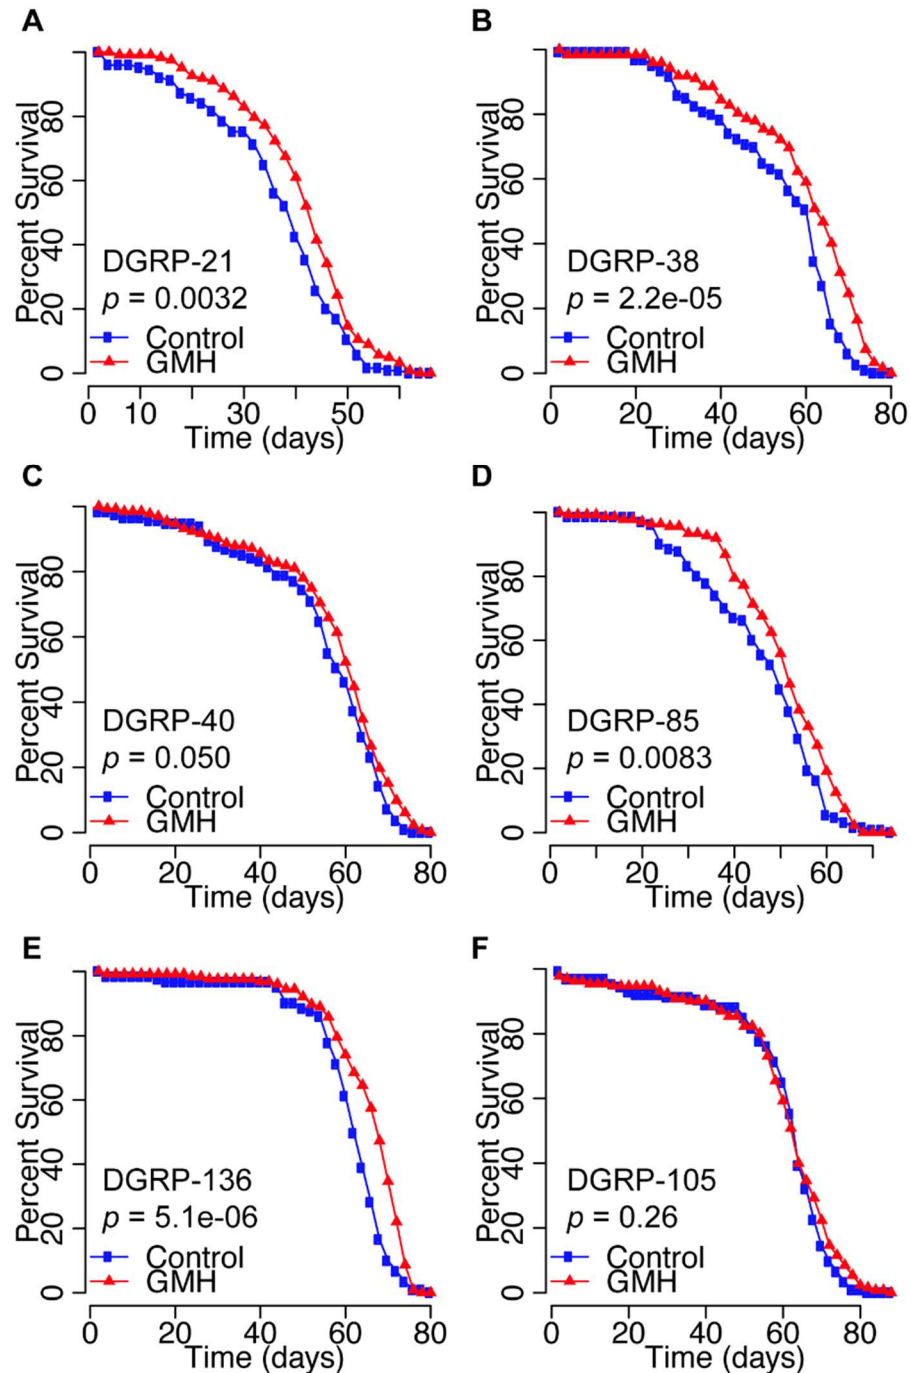 A
Percent Survival
0 20 40 60 80
DGRP-21
p = 0.0032
Control
GMH
0 10 30 50
Time (days)
B
Percent Survival
0 20 40 60 80
DGRP-38
p = 2.2e-05
Control
GMH
0 20 40 60 80
Time (days)
C
Percent Survival
0 20 40 60 80
DGRP-40
p = 0.050
Control
GMH
0 20 40 60 80
Time (days)
D
Percent Survival
0 20 40 60 80
DGRP-85
p = 0.0083
Control
GMH
0 20 40 60
Time (days)
E
Percent Survival
0 20 40 60 80
DGRP-136
p = 5.1e-06
Control
GMH
0 20 40 60 80
Time (days)
F
Percent Survival
0 20 40 60 80
DGRP-105
p = 0.26
Control
GMH
0 20 40 60 80
Time (days)